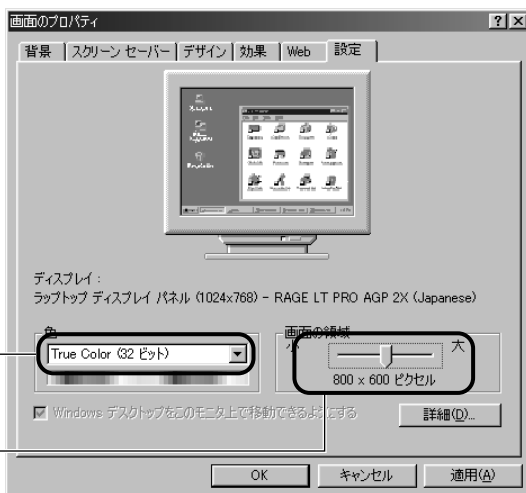 画面のプロパティ
背景 スクリーン セーバー デザイン 効果 Web 設定
ディスプレイ :
ラップトップ ディスプレイ パネル (1024x768) - RAGE LT PRO AGP 2X (Japanese)
色
True Color (32 ビット)
画面の領域
小 大
800 x 600 ピクセル
Windows デスクトップをこのモニタ上で移動できるようにする
詳細(D)...
OK キャンセル 適用(A)